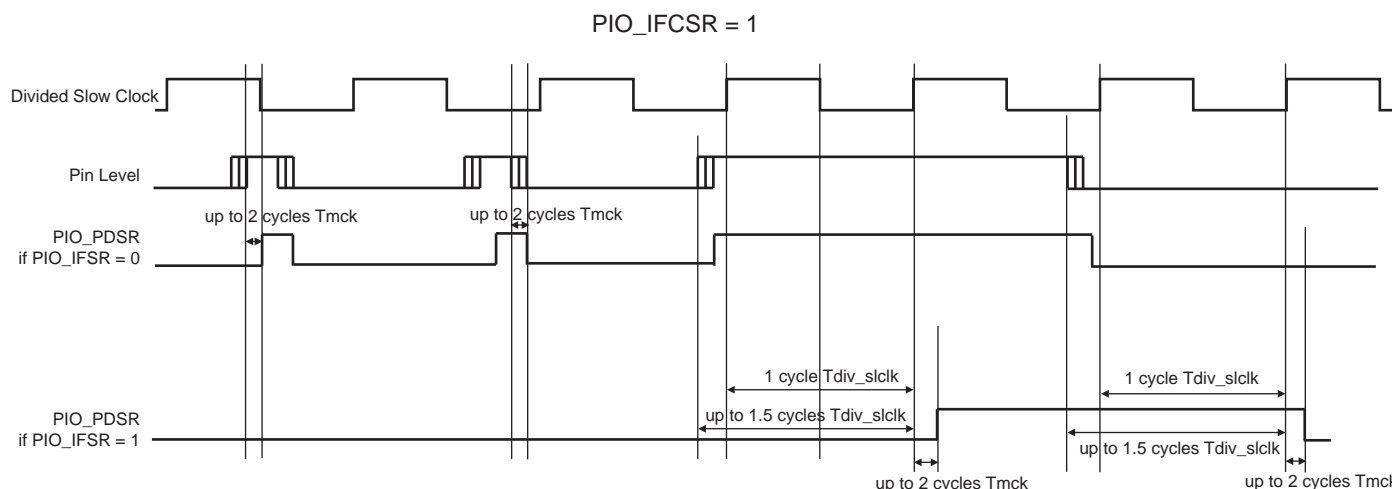 PIO_IFCSR = 1
Divided Slow Clock
Pin Level
up to 2 cycles Tmck
up to 2 cycles Tmck
PIO_PDSR
if PIO_IFSR = 0
1 cycle Tdiv_slclk
1 cycle Tdiv_slclk
up to 1.5 cycles Tdiv_slclk
PIO_PDSR
if PIO_IFSR = 1
up to 1.5 cycles Tdiv_slclk
up to 2 cycles Tmck
up to 2 cycles Tmck